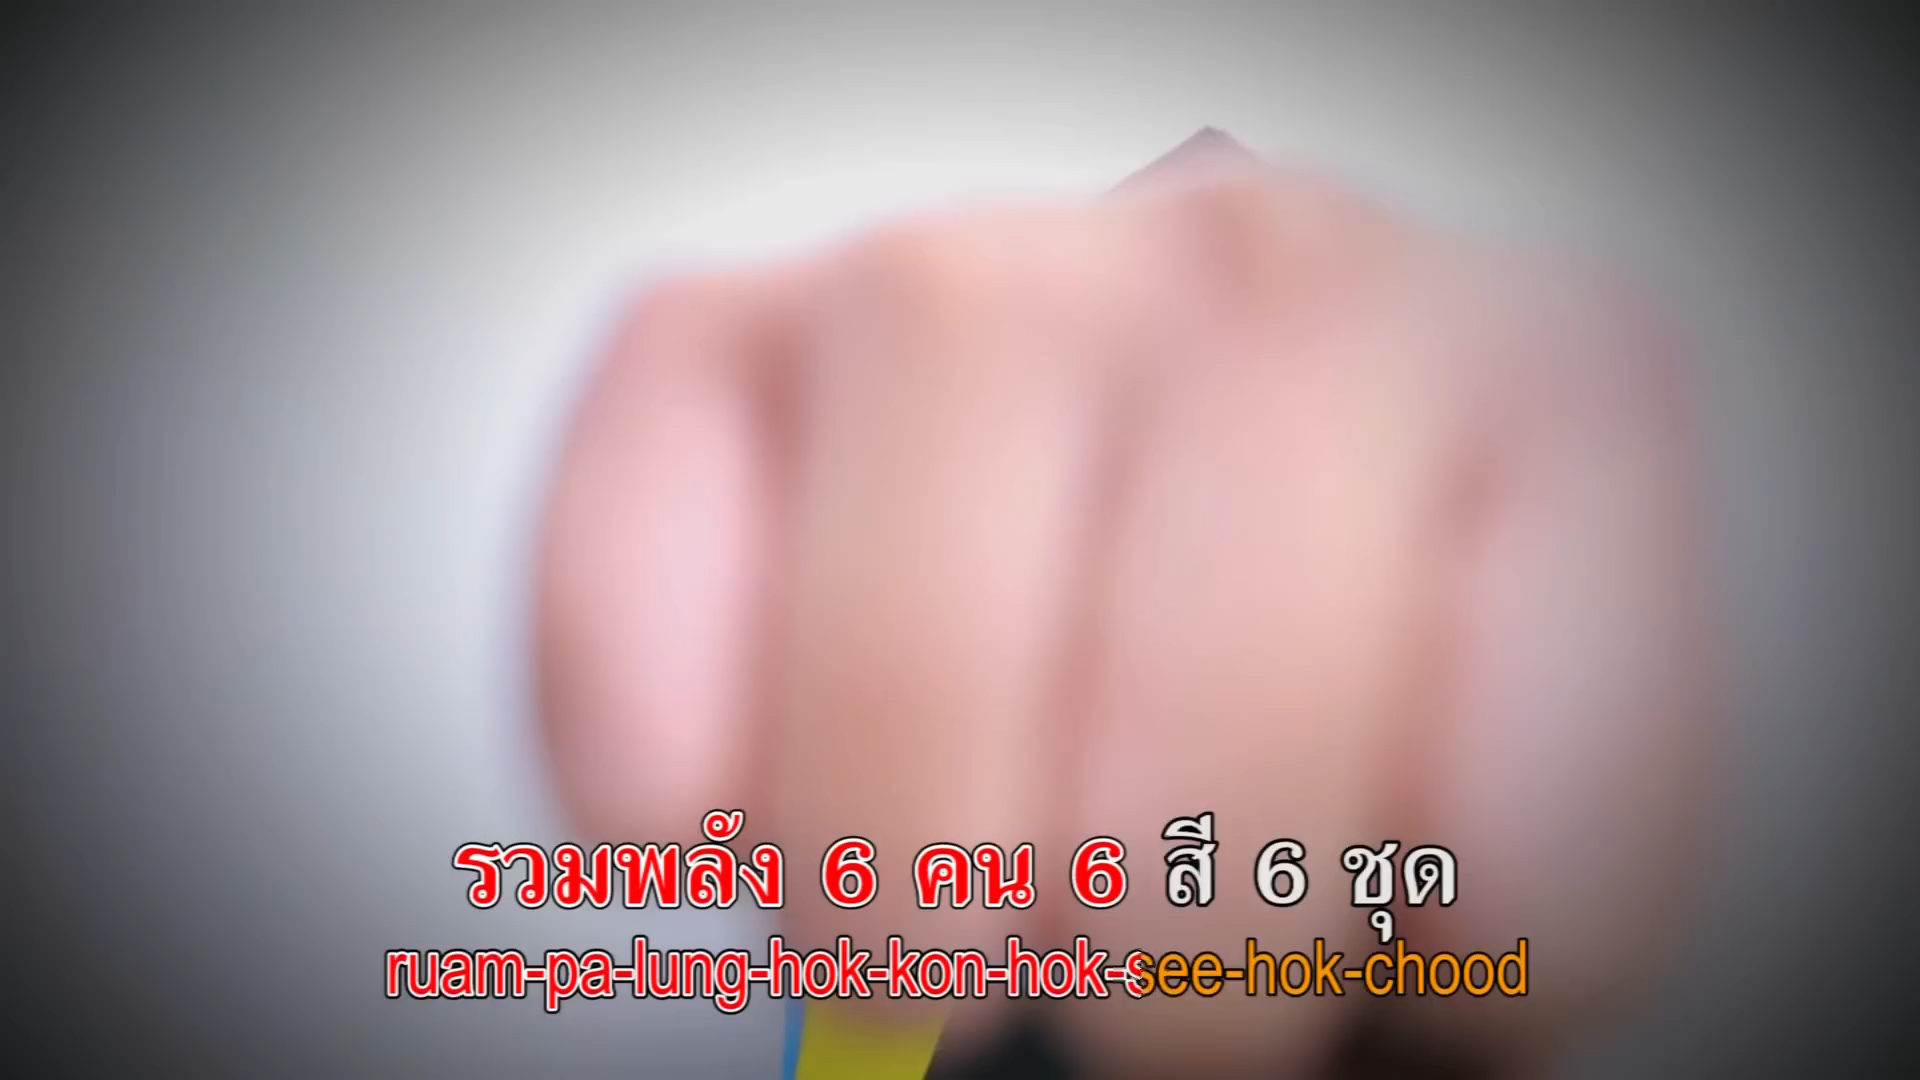 รวมพลัง 6 คน 6 สี 6 ชุด
ruam-pa-lung-hok-kon-hok-see-hok-chood